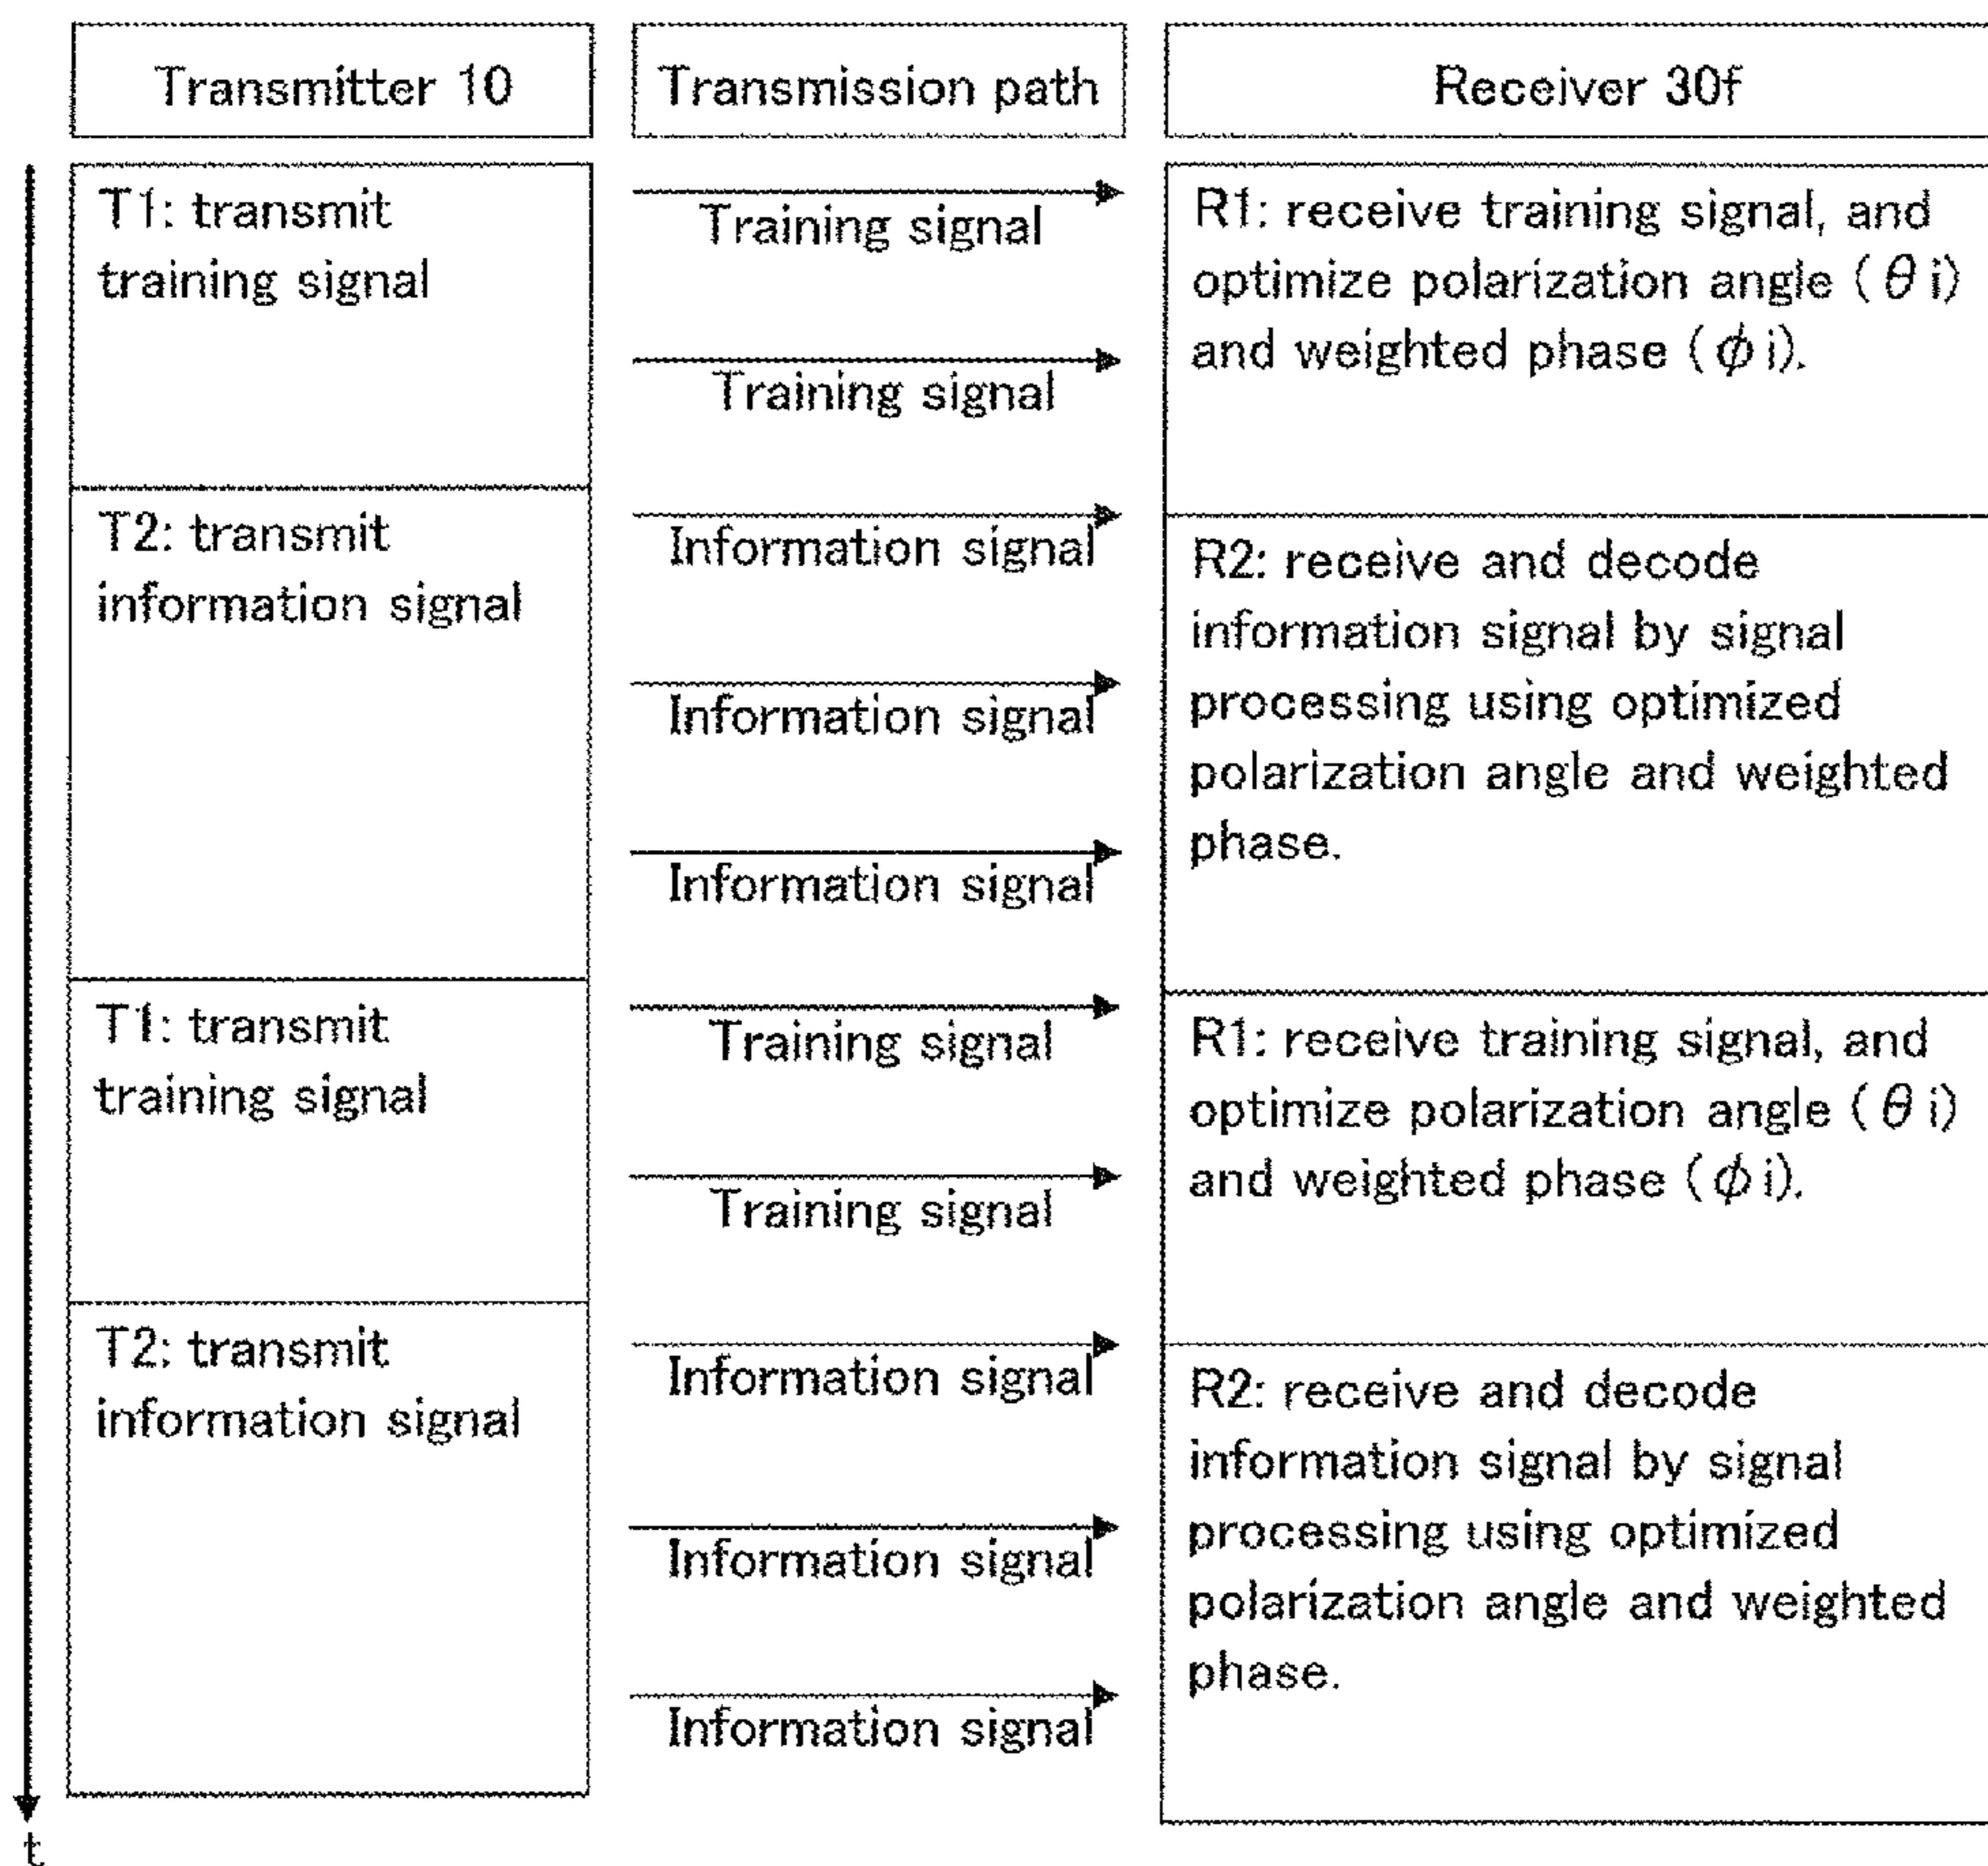 Transmitter 10
Transmission path
Receiver 30f
T1: transmit
training signal
Training signal
Training signal
R1: receive training signal, and
optimize polarization angle (θi)
and weighted phase (ϕi).
T2: transmit
information signal
Information signal
Information signal
Information signal
R2: receive and decode
information signal by signal
processing using optimized
polarization angle and weighted
phase.
T1: transmit
training signal
Training signal
Training signal
R1: receive training signal, and
optimize polarization angle (θi)
and weighted phase (ϕi).
T2: transmit
information signal
Information signal
Information signal
Information signal
R2: receive and decode
information signal by signal
processing using optimized
polarization angle and weighted
phase.
t